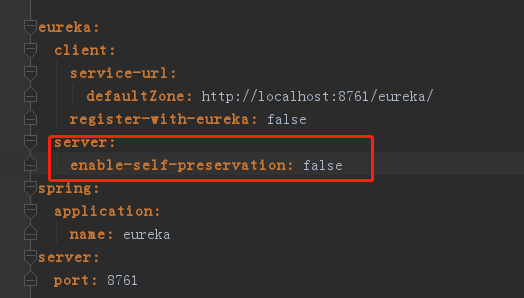 eureka:
  client:
    service-url:
      defaultZone: http://localhost:8761/eureka/
    register-with-eureka: false
  server:
    enable-self-preservation: false
spring:
  application:
    name: eureka
server:
  port: 8761